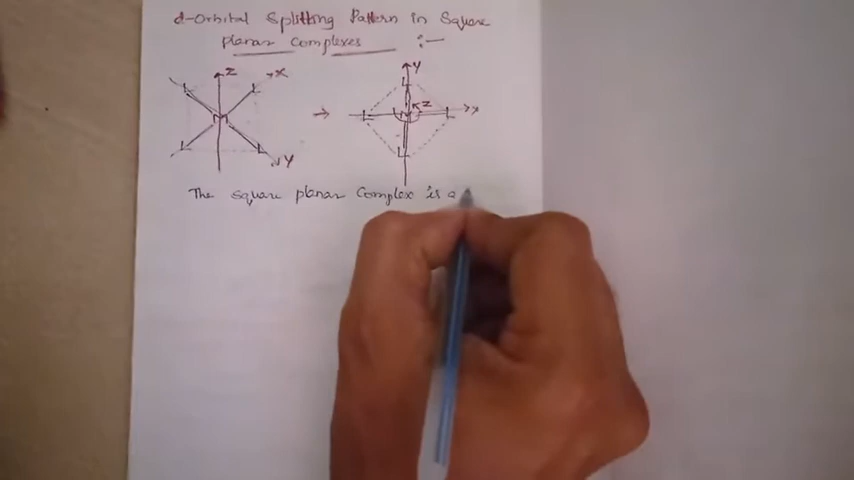 d-Orbital Splitting Pattern in Square
planar Complexes :-
Z X Y
L L L L M
Y X Z
L L L L M
The square planar Complex is a